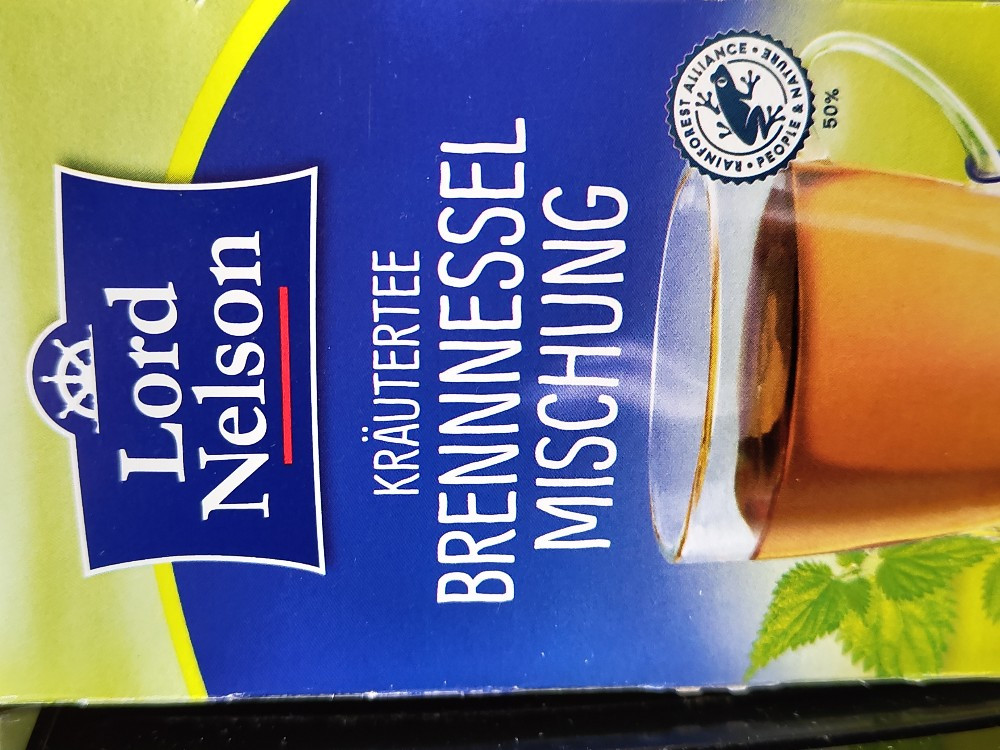 Lord
Nelson
KRÄUTERTEE
BRENNNESSEL
MISCHUNG
RAINFOREST ALLIANCE
PEOPLE & NATURE
50%